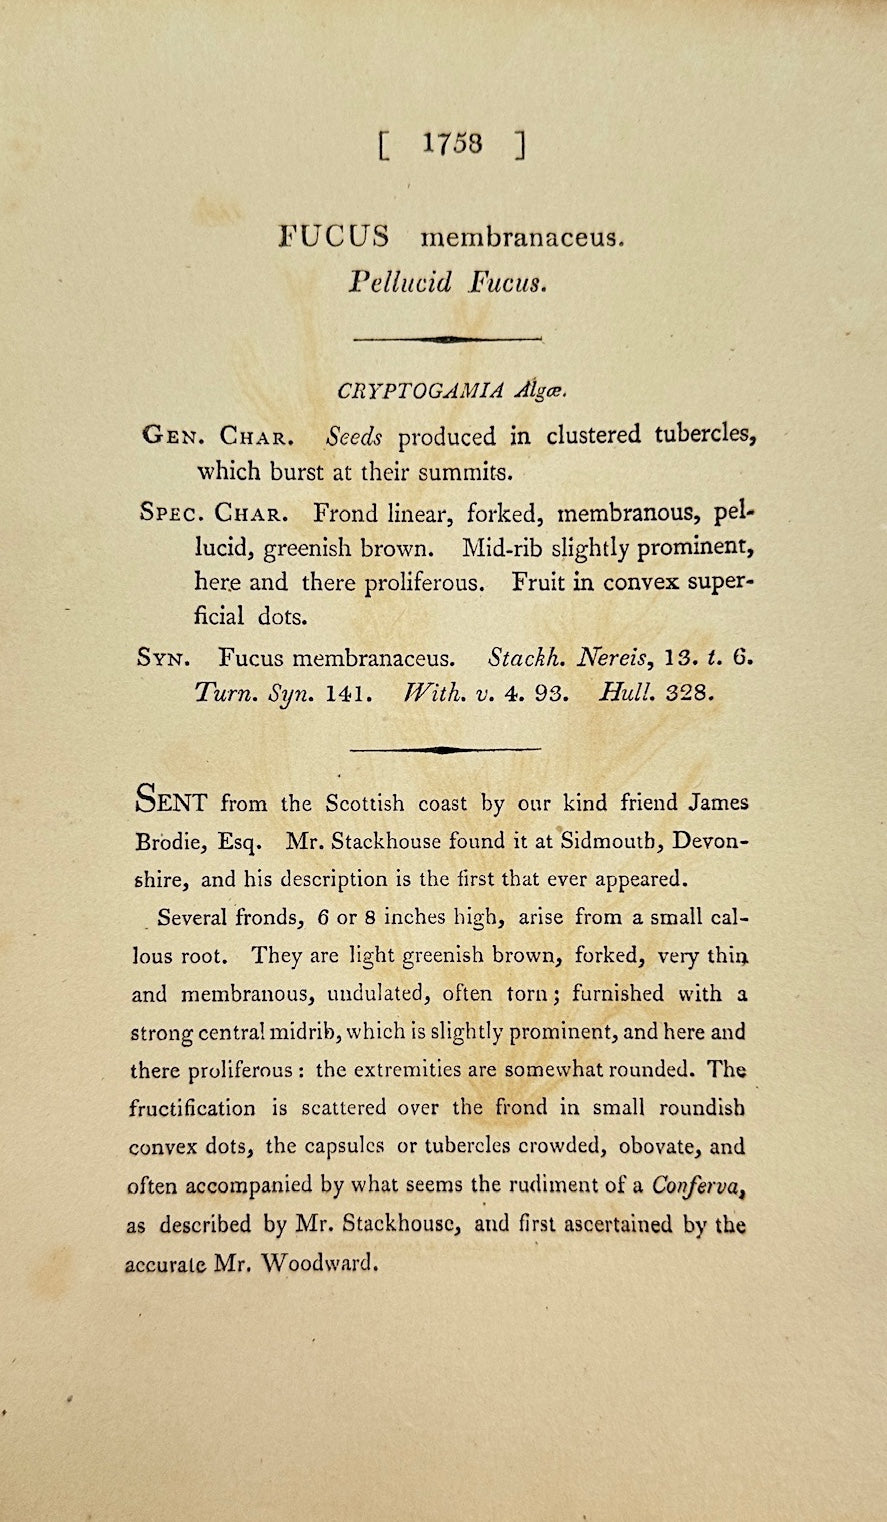 [ 1758 ]
FUCUS membranaceus.
Pellucid Fucus.
CRYPTOGAMIA Algæ.
GEN. CHAR. Seeds produced in clustered tubercles,
which burst at their summits.
SPEC. CHAR. Frond linear, forked, membranous, pel-
lucid, greenish brown. Mid-rib slightly prominent,
here and there proliferous. Fruit in convex super-
ficial dots.
SYN. Fucus membranaceus. Stackh. Nereis, 13. t. 6.
Turn. Syn. 141. With. v. 4. 93. Hull. 328.
SENT from the Scottish coast by our kind friend James
Brodie, Esq. Mr. Stackhouse found it at Sidmouth, Devon-
shire, and his description is the first that ever appeared.
Several fronds, 6 or 8 inches high, arise from a small cal-
lous root. They are light greenish brown, forked, very thin
and membranous, undulated, often torn; furnished with a
strong central midrib, which is slightly prominent, and here and
there proliferous: the extremities are somewhat rounded. The
fructification is scattered over the frond in small roundish
convex dots, the capsules or tubercles crowded, obovate, and
often accompanied by what seems the rudiment of a Conferva,
as described by Mr. Stackhouse, and first ascertained by the
accurate Mr. Woodward.